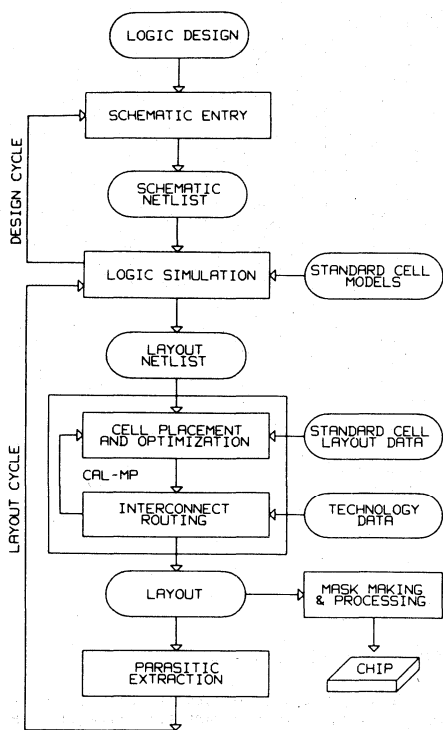 LOGIC DESIGN
SCHEMATIC ENTRY
DESIGN CYCLE
SCHEMATIC
NETLIST
LOGIC SIMULATION
STANDARD CELL
MODELS
LAYOUT
NETLIST
CELL PLACEMENT
AND OPTIMIZATION
STANDARD CELL
LAYOUT DATA
CAL-MP
LAYOUT CYCLE
INTERCONNECT
ROUTING
TECHNOLOGY
DATA
LAYOUT
MASK MAKING
& PROCESSING
PARASITIC
EXTRACTION
CHIP